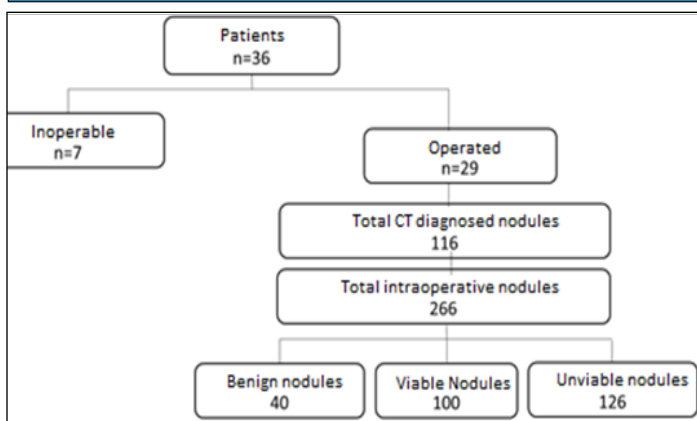 Patients
n=36
Inoperable
n=7
Operated
n=29
Total CT diagnosed nodules
116
Total intraoperative nodules
266
Benign nodules
40
Viable Nodules
100
Unviable nodules
126